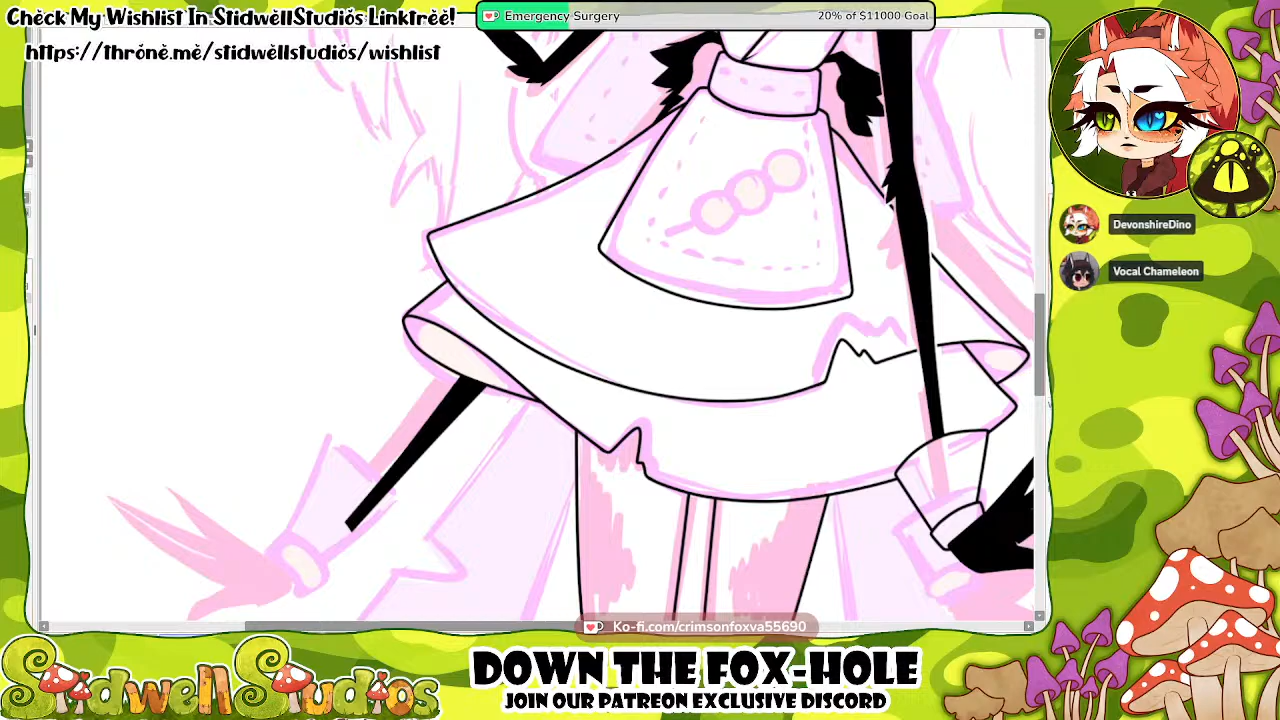 Check My Wishlist In StidwellStudios Linktree!
https://throne.me/stidwellstudios/wishlist
Emergency Surgery
20% of $11000 Goal
DevonshireDino
Vocal Chameleon
Ko-fi.com/crimsonfoxva55690
StidwellStudios
DOWN THE FOX-HOLE
JOIN OUR PATREON EXCLUSIVE DISCORD